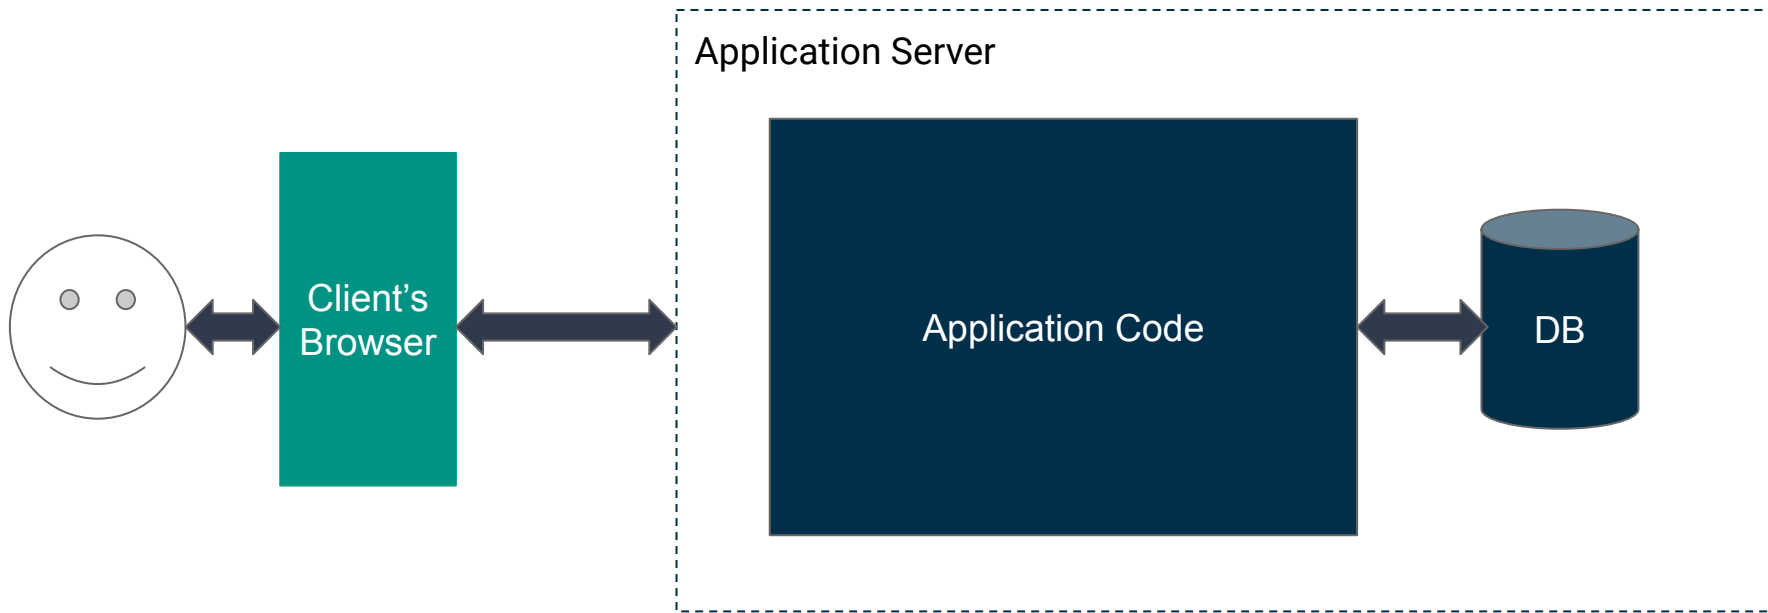 Application Server
Client’s
Browser
Application Code
DB